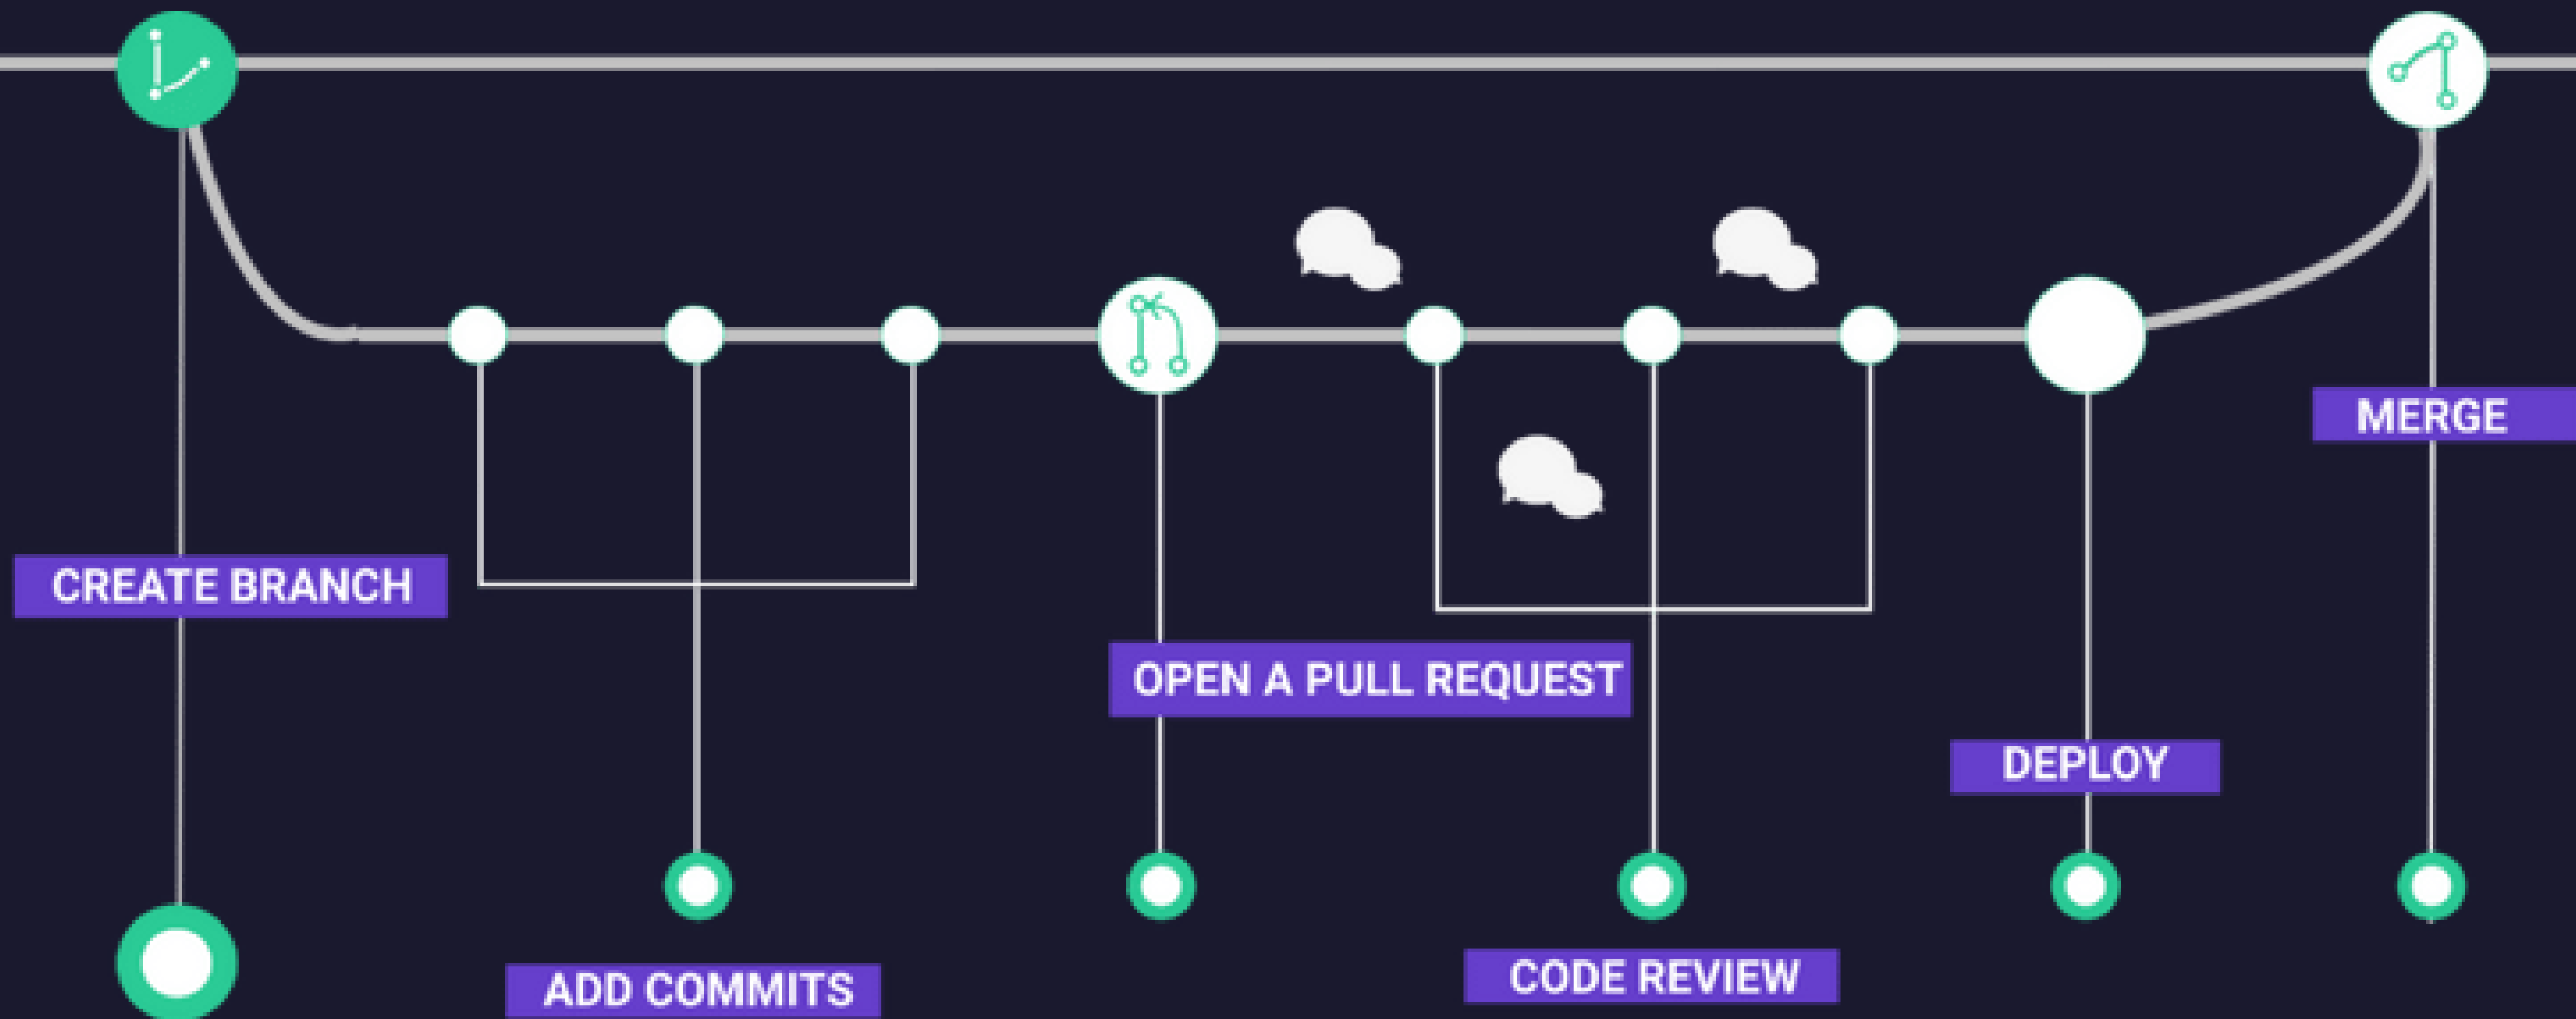 MERGE
CREATE BRANCH
OPEN A PULL REQUEST
DEPLOY
ADD COMMITS
CODE REVIEW